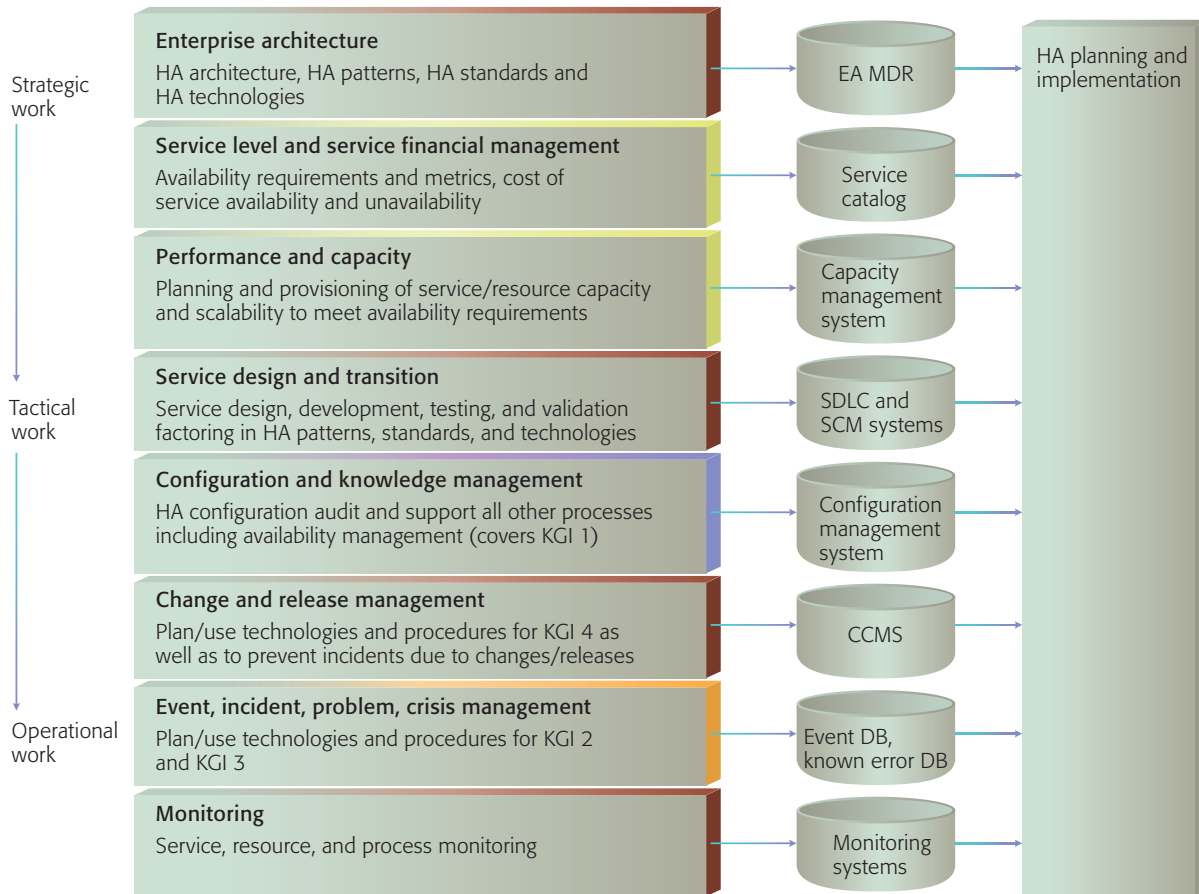 Strategic
work
Tactical
work
Operational
work
Enterprise architecture
HA architecture, HA patterns, HA standards and
HA technologies
EA MDR
HA planning and
implementation
Service level and service financial management
Availability requirements and metrics, cost of
service availability and unavailability
Service
catalog
Performance and capacity
Planning and provisioning of service/resource capacity
and scalability to meet availability requirements
Capacity
management
system
Service design and transition
Service design, development, testing, and validation
factoring in HA patterns, standards, and technologies
SDLC and
SCM systems
Configuration and knowledge management
HA configuration audit and support all other processes
including availability management (covers KGI 1)
Configuration
management
system
Change and release management
Plan/use technologies and procedures for KGI 4 as
well as to prevent incidents due to changes/releases
CCMS
Event, incident, problem, crisis management
Plan/use technologies and procedures for KGI 2
and KGI 3
Event DB,
known error DB
Monitoring
Service, resource, and process monitoring
Monitoring
systems